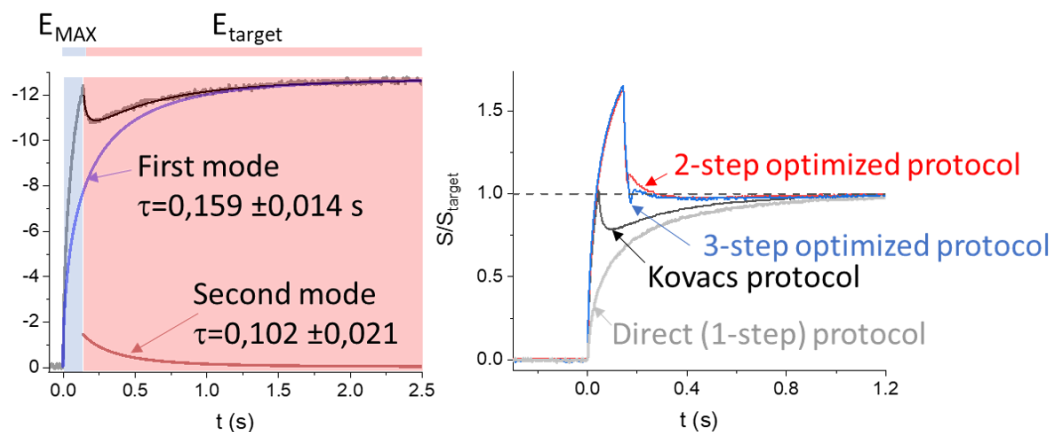 E_MAX E_target
-12
-10
-8
-6
-4
-2
0
First mode
τ=0,159 ±0,014 s
Second mode
τ=0,102 ±0,021
0.0 0.5 1.0 1.5 2.0 2.5
t (s)
S/S_target
1.5
1.0
0.5
0.0
2-step optimized protocol
3-step optimized protocol
Kovacs protocol
Direct (1-step) protocol
0.0 0.4 0.8 1.2
t (s)